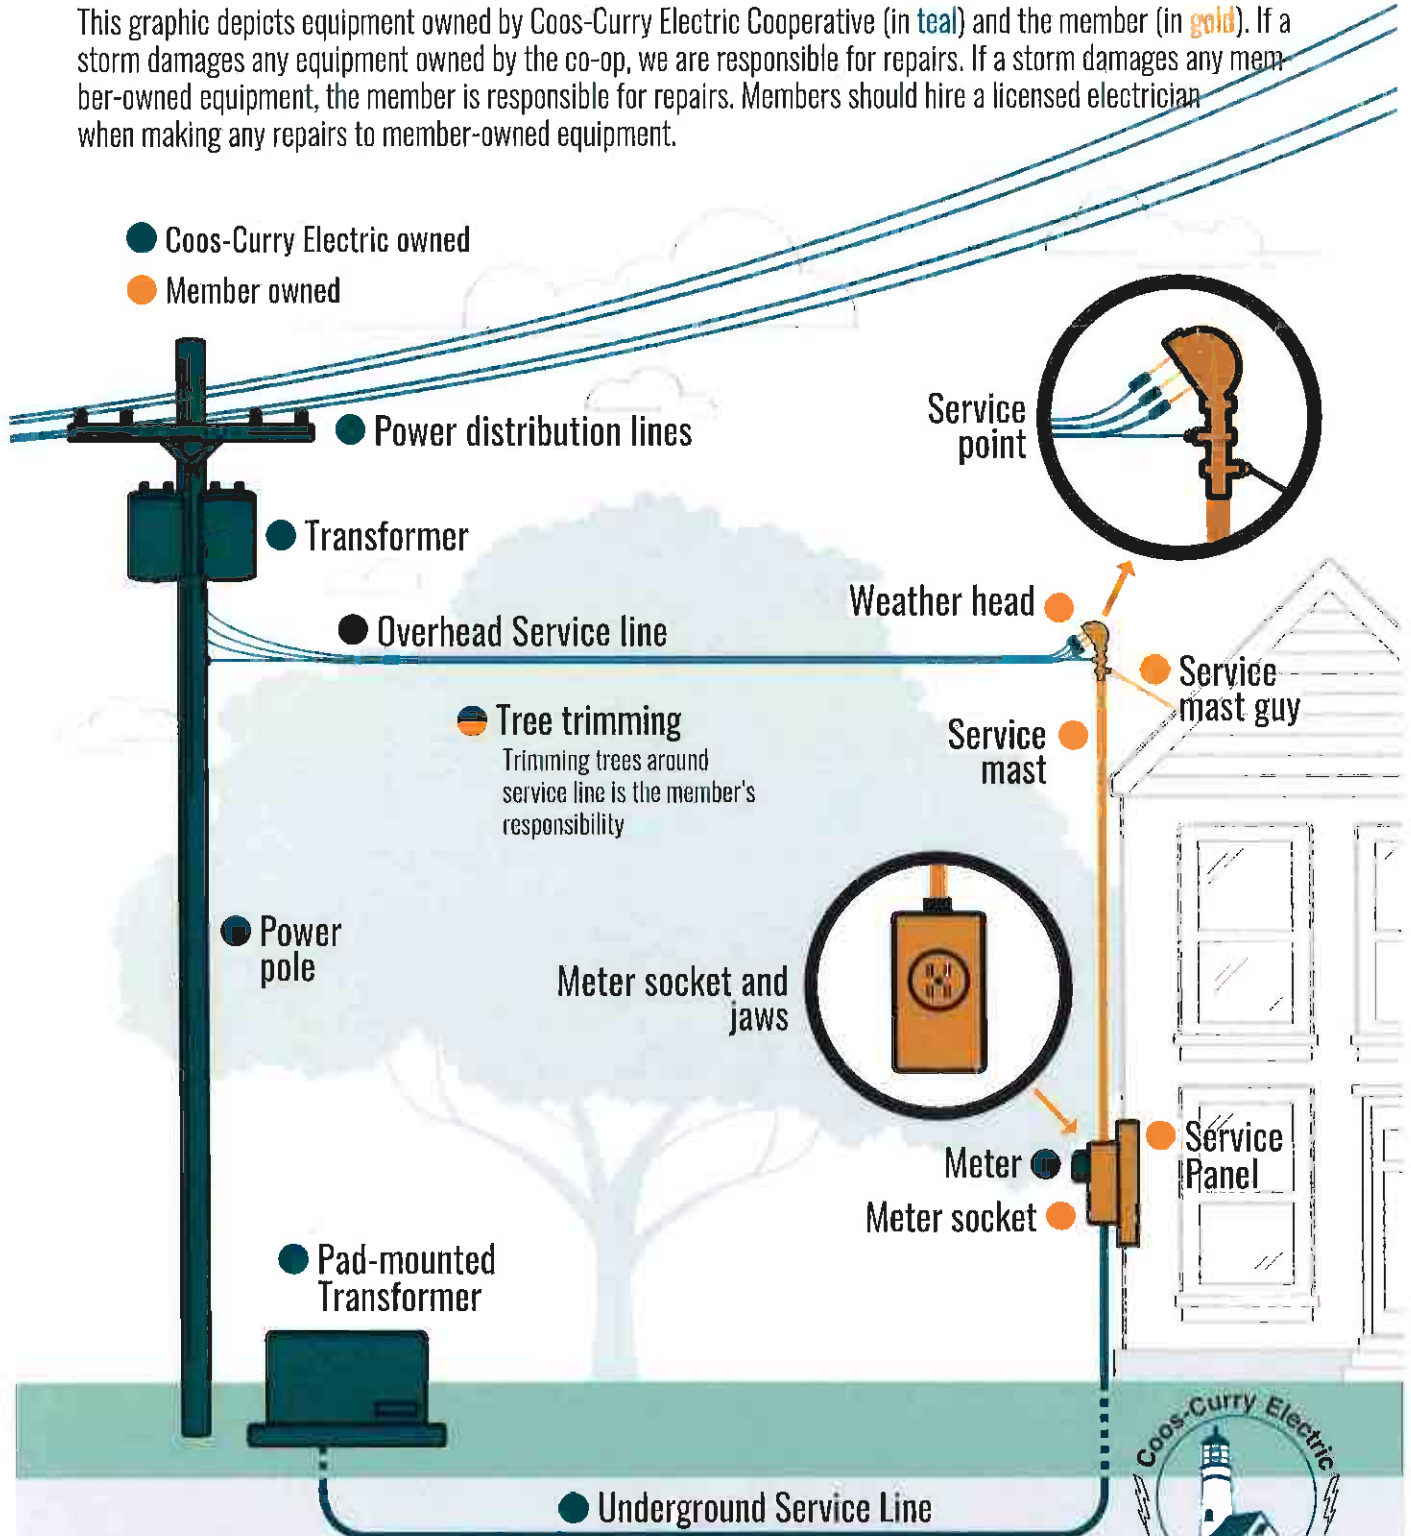 This graphic depicts equipment owned by Coos-Curry Electric Cooperative (in teal) and the member (in gold). If a
storm damages any equipment owned by the co-op, we are responsible for repairs. If a storm damages any mem-
ber-owned equipment, the member is responsible for repairs. Members should hire a licensed electrician
when making any repairs to member-owned equipment.
Coos-Curry Electric owned
Member owned
Power distribution lines
Service
point
Transformer
Weather head
Overhead Service line
Service
mast guy
Tree trimming
Trimming trees around
service line is the member's
responsibility
Service
mast
Power
pole
Meter socket and
jaws
Service
Panel
Meter
Meter socket
Pad-mounted
Transformer
Coos-Curry Electric
Underground Service Line